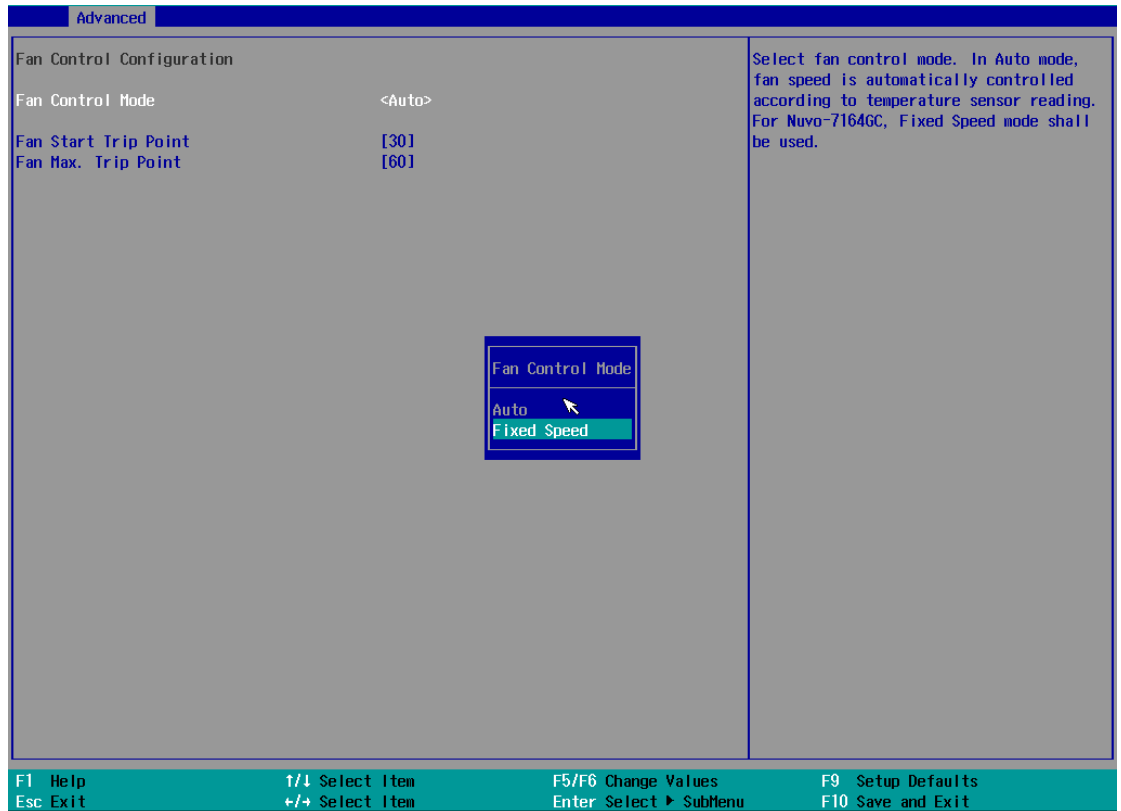 Advanced
Fan Control Configuration
Fan Control Mode <Auto>
Fan Start Trip Point [30]
Fan Max. Trip Point [60]
Select fan control mode. In Auto mode,
fan speed is automatically controlled
according to temperature sensor reading.
For Nuvo-7164GC, Fixed Speed mode shall
be used.
Fan Control Mode
Auto
Fixed Speed
F1 Help ↑/↓ Select Item F5/F6 Change Values F9 Setup Defaults
Esc Exit ←/→ Select Item Enter Select ▶ SubMenu F10 Save and Exit